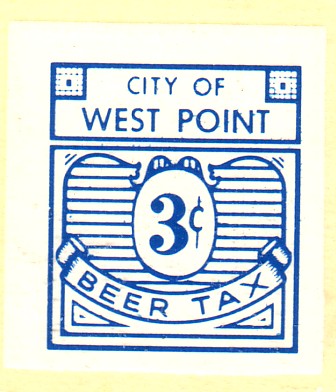 CITY OF
WEST POINT
3¢
BEER TAX